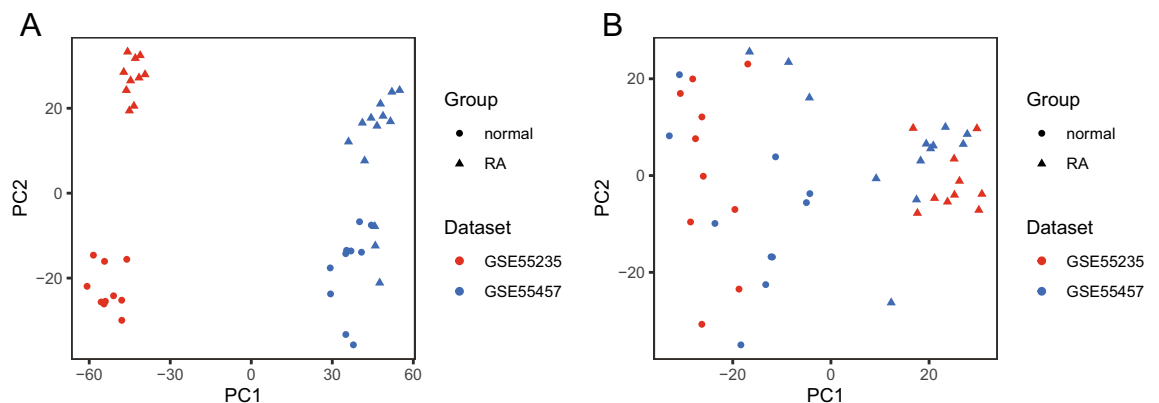 A
20
0
−20
PC2
−60
−30
0
30
60
PC1
Group
normal
RA
Dataset
GSE55235
GSE55457
B
20
0
−20
PC2
−20
0
20
PC1
Group
normal
RA
Dataset
GSE55235
GSE55457